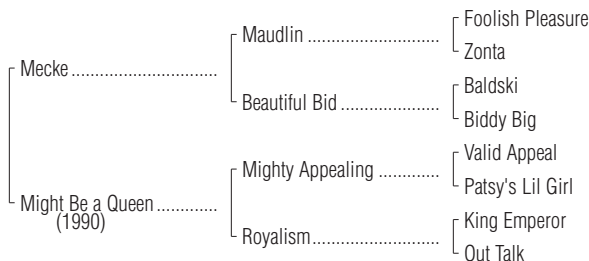 Foolish Pleasure
Maudlin ............................
Zonta
Mecke ...............................
Baldski
Beautiful Bid .....................
Biddy Big
Valid Appeal
Mighty Appealing .............
Patsy's Lil Girl
Might Be a Queen .............
(1990)
King Emperor
Royalism...........................
Out Talk